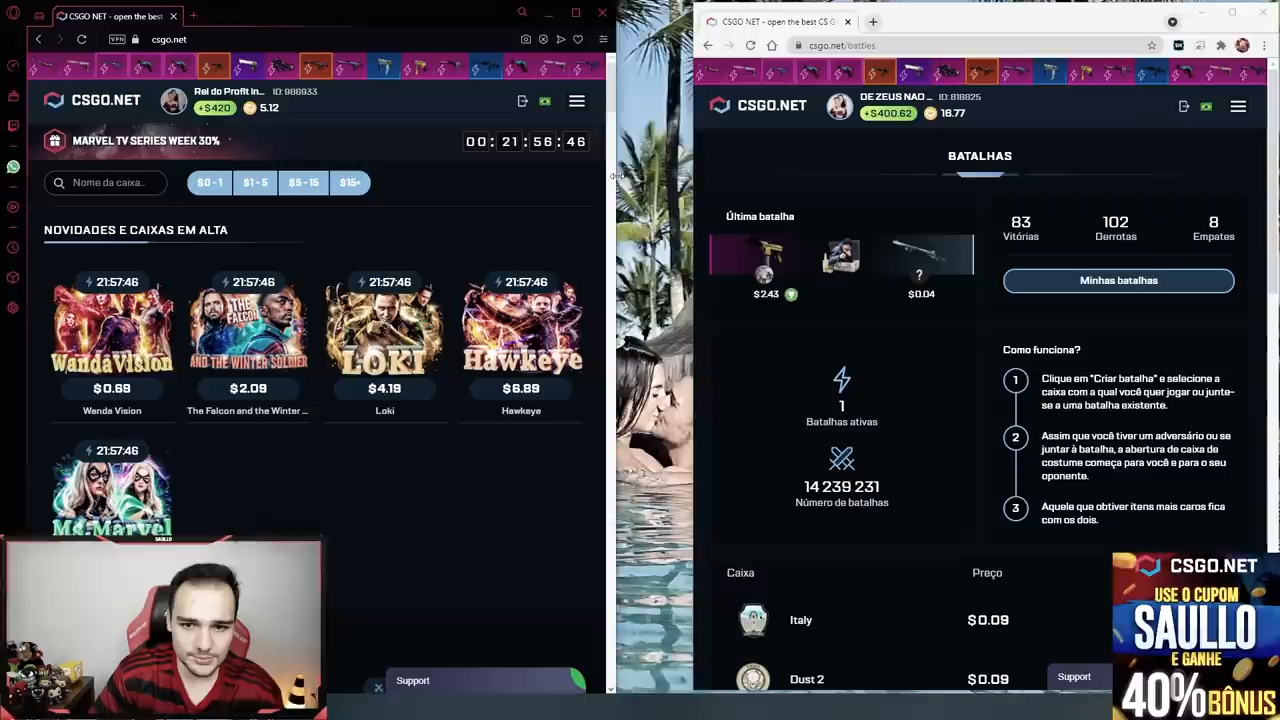 CSGO.NET - open the best
VPN
csgo.net
CSGO.NET
Rei do Profit In...
ID: 986933
+$420
5.12
MARVEL TV SERIES WEEK 30%
00:21:56:46
Nome da caixa...
$0 - 1
$1 - 5
$5 - 15
$15+
NOVIDADES E CAIXAS EM ALTA
21:57:46
21:57:46
21:57:46
21:57:46
WandaVision
THE FALCON
AND THE WINTER SOLDIER
LOKI
Hawkeye
$0.69
$2.09
$4.19
$6.89
Wanda Vision
The Falcon and the Winter ...
Loki
Hawkeye
21:57:46
Ms.Marvel
SAULLO
Support
CSGO.NET - open the best CS G
csgo.net/battles
CSGO.NET
DE ZEUS NAO ...
ID: 818825
+$400.62
16.77
BATALHAS
Última batalha
?
$2.43
$0.04
83
Vitórias
102
Derrotas
8
Empates
Minhas batalhas
1
Batalhas ativas
14 239 231
Número de batalhas
Como funciona?
1
Clique em "Criar batalha" e selecione a
caixa com a qual você quer jogar ou junte-
se a uma batalha existente.
2
Assim que você tiver um adversário ou se
juntar à batalha, a abertura de caixa de
costume começa para você e para o seu
oponente.
3
Aquele que obtiver itens mais caros fica
com os dois.
Caixa
Preço
Italy
$0.09
Dust 2
$0.09
Support
CSGO.NET
USE O CUPOM
SAULLO
E GANHE
40% BÔNUS